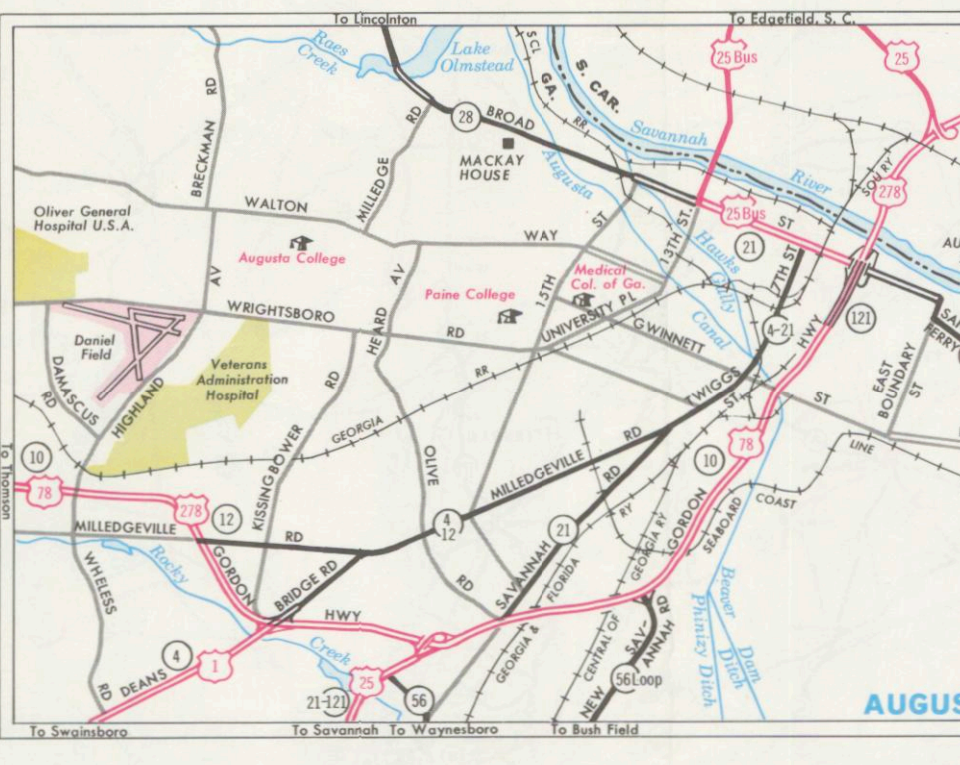 To Lincolnton
To Edgefield, S. C.
Raes
Creek
Lake
Olmstead
SCL
GA.
RR
S. CAR.
25 Bus
25
BRECKMAN RD
MILLEDGE RD
28
BROAD
MACKAY
HOUSE
Savannah
River
SOU RY
278
Augusta
Oliver General
Hospital U.S.A.
WALTON
WAY
ST
13TH ST.
25 Bus
ST
21
AU
Augusta College
AV
AV
Paine College
Medical
Col. of Ga.
15TH
Hawks
Gully
Canal
7TH ST
WRIGHTSBORO
RD
HEARD
UNIVERSITY PL
GWINNETT
4-21
HWY
121
SAN
FERRY
Daniel
Field
DAMASCUS
RD
HIGHLAND
Veterans
Administration
Hospital
RD
RR
GEORGIA
TWIGGS
ST
ST
EAST
BOUNDARY
ST
To Thomson
10
78
KISSINGBOWER
OLIVE
MILLEDGEVILLE
RD
RD
78
10
LINE
COAST
SEABOARD
278
12
4
12
21
RY
GORDON
MILLEDGEVILLE
RD
WHELESS
Rocky
GORDON
BRIDGE RD
RD
SAVANNAH
FLORIDA
GEORGIA RY
HWY
Beaver
Dam
Ditch
Phinizy Ditch
Creek
GEORGIA &
CENTRAL OF
SAV-
ANNAH
RD
4
1
DEANS
RD
21-121
25
56
NEW
56 Loop
AUGUS
To Swainsboro
To Savannah
To Waynesboro
To Bush Field